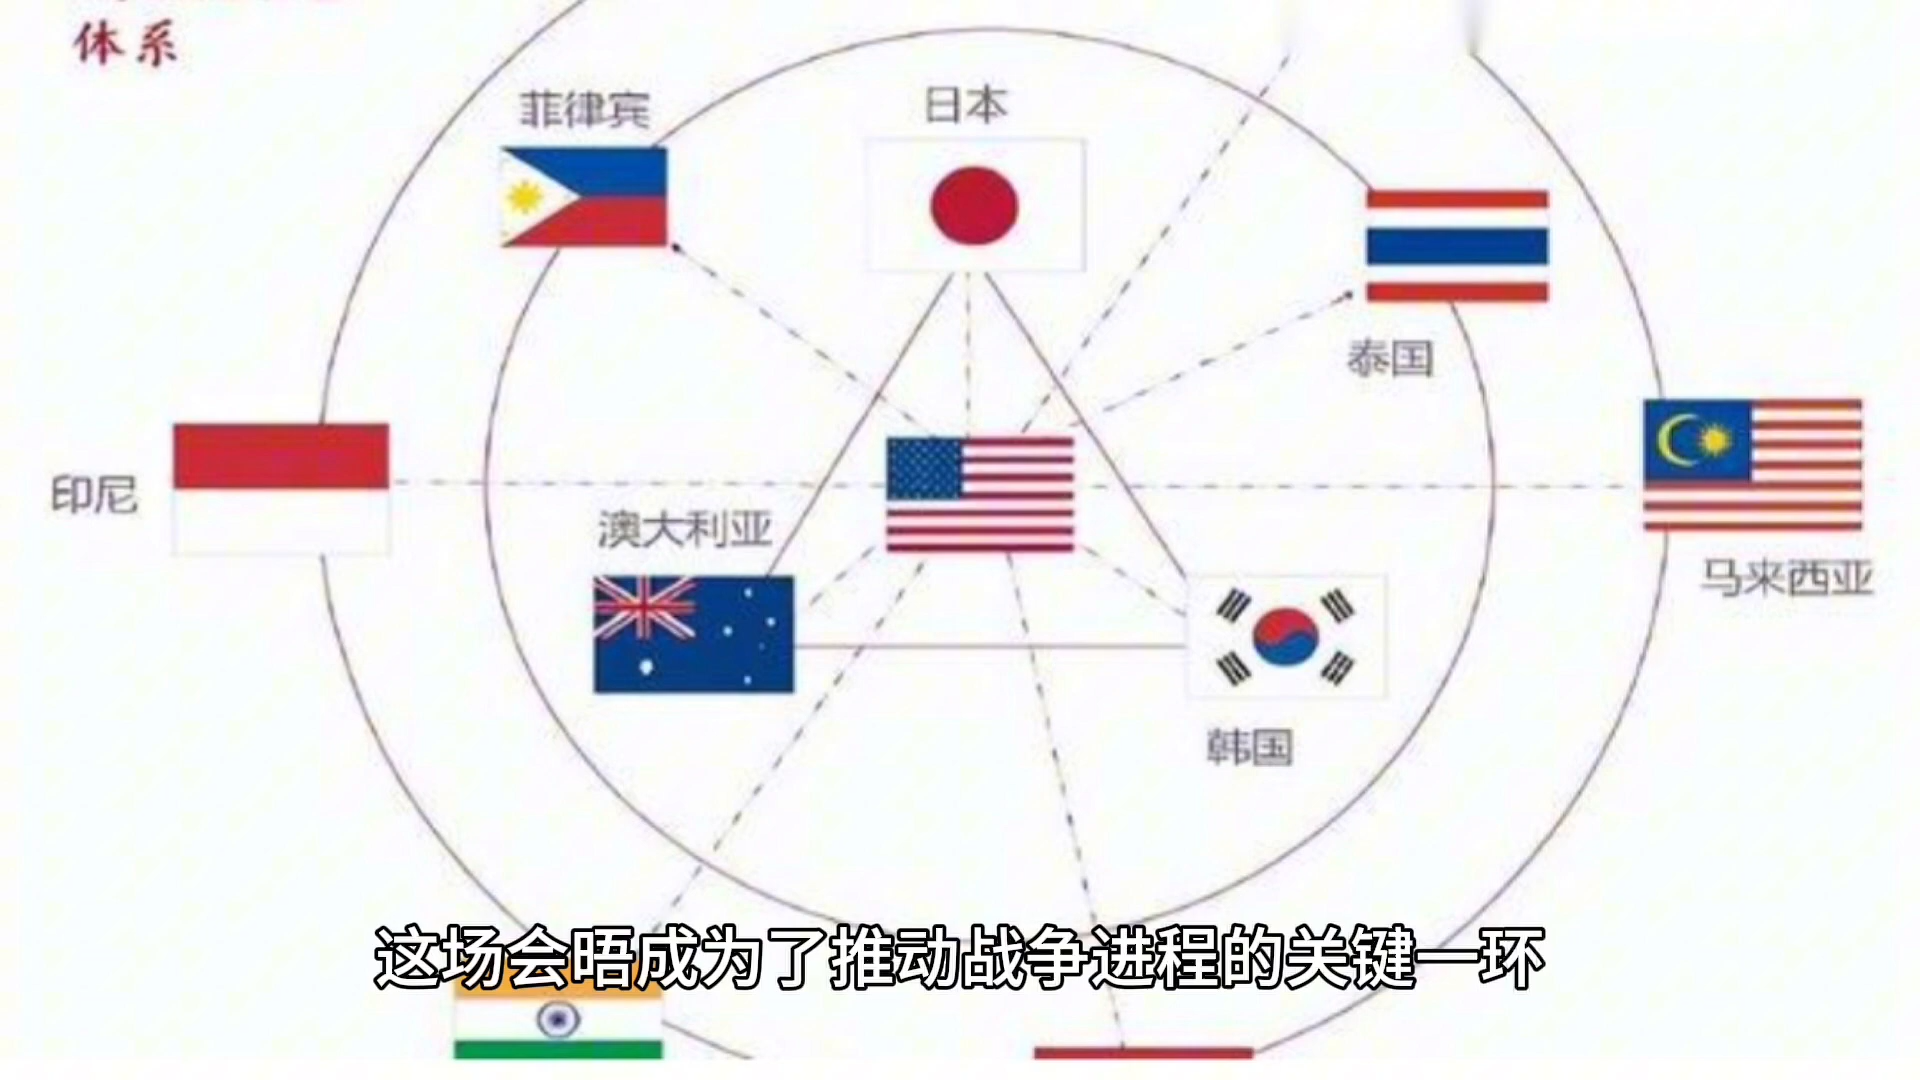 体系
菲律宾
日本
泰国
印尼
澳大利亚
马来西亚
韩国
这场会晤成为了推动战争进程的关键一环